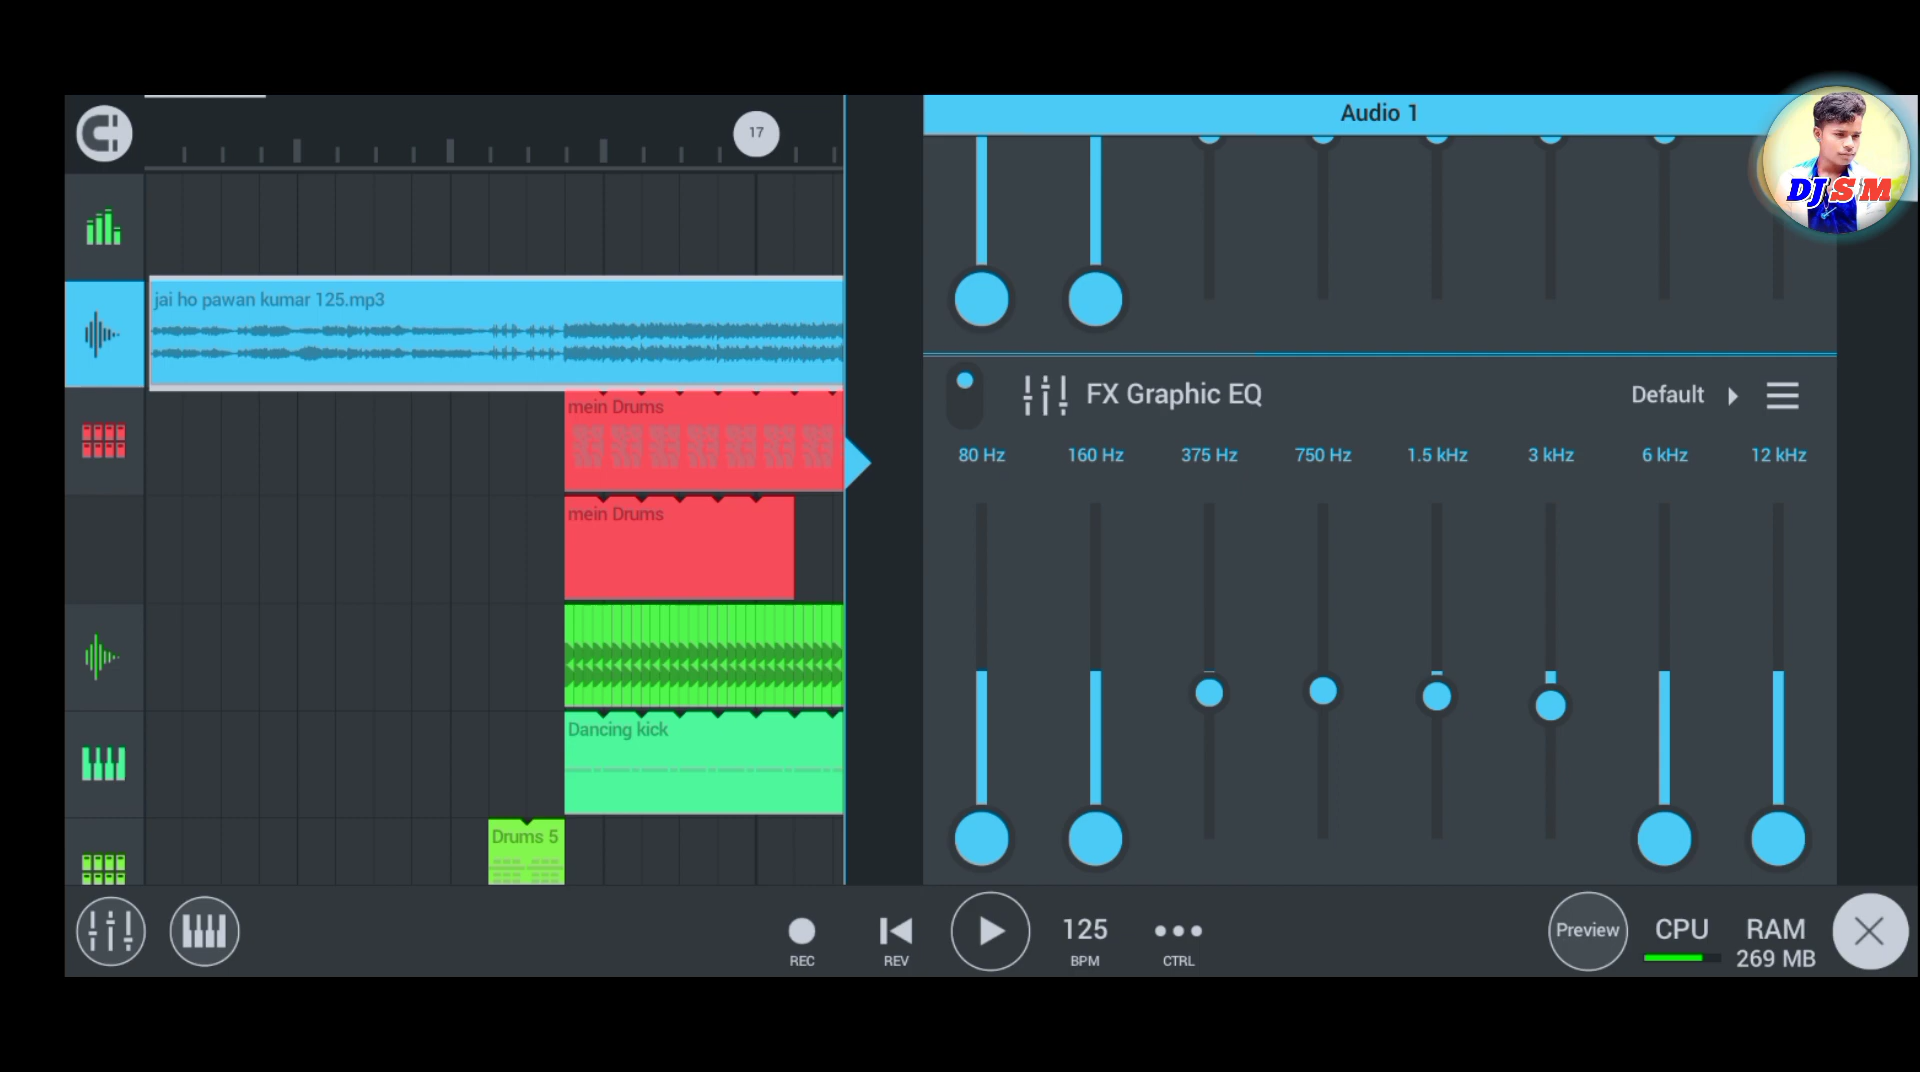 17
Audio 1
DJ S M
jai ho pawan kumar 125.mp3
mein Drums
mein Drums
Dancing kick
Drums 5
FX Graphic EQ
Default
80 Hz 160 Hz 375 Hz 750 Hz 1.5 kHz 3 kHz 6 kHz 12 kHz
REC
REV
125
BPM
CTRL
Preview
CPU
RAM
269 MB